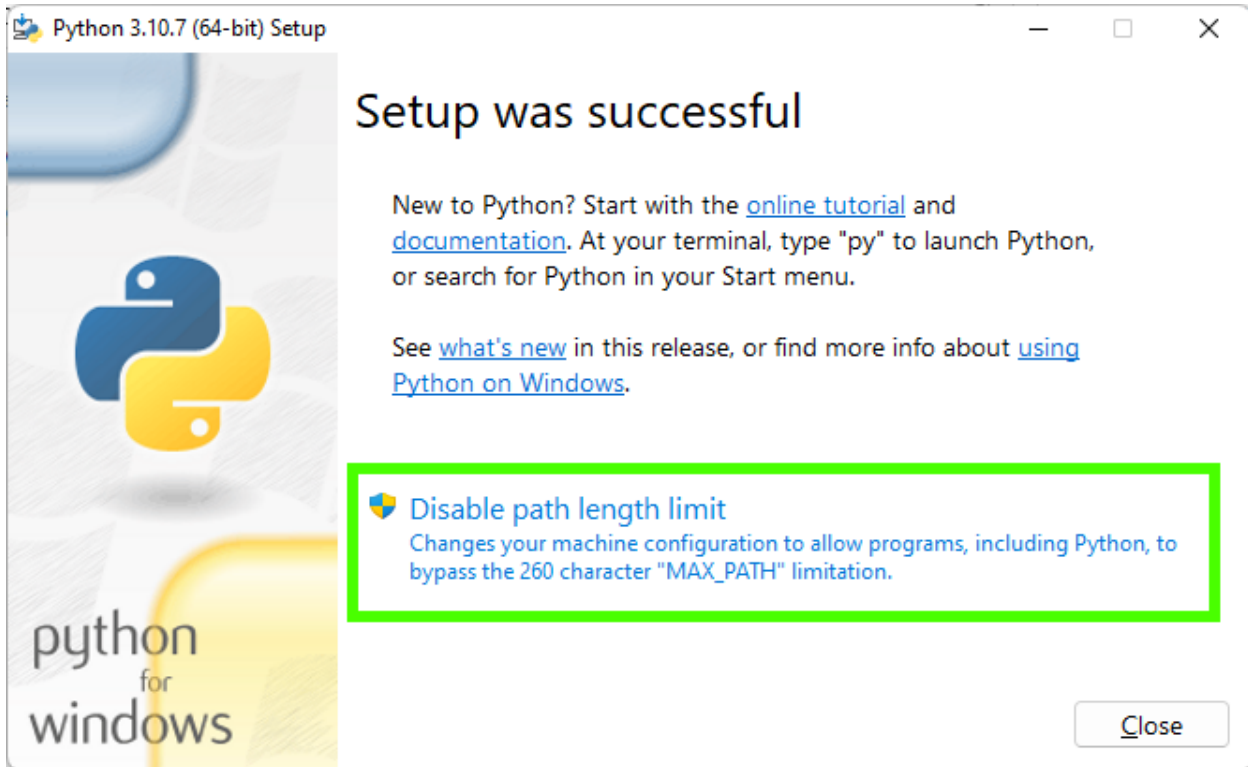 Python 3.10.7 (64-bit) Setup
Setup was successful
New to Python? Start with the online tutorial and
documentation. At your terminal, type "py" to launch Python,
or search for Python in your Start menu.
See what's new in this release, or find more info about using
Python on Windows.
Disable path length limit
Changes your machine configuration to allow programs, including Python, to
bypass the 260 character "MAX_PATH" limitation.
python
for
windows
Close